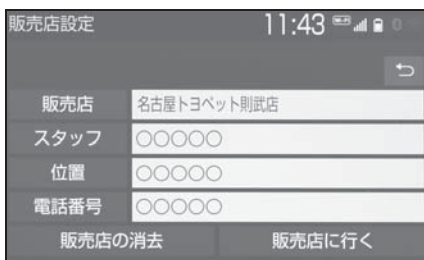 販売店設定 11:43
販売店 名古屋トヨペット則武店
スタッフ ○○○○○
位置 ○○○○○
電話番号 ○○○○○
販売店の消去 販売店に行く